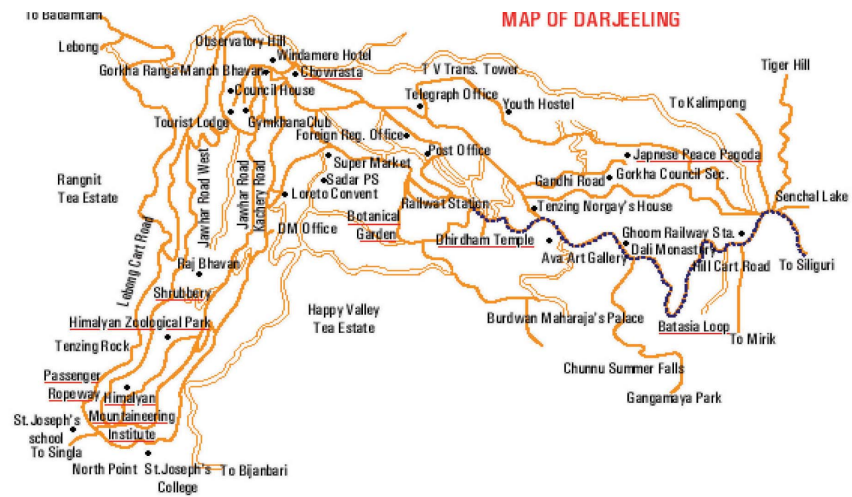 MAP OF DARJEELING
To Badamtam
Lebong
Observatory Hill
Windamere Hotel
Gorkha Ranga Manch Bhavan
Chowrasta
T V Trans. Tower
Tiger Hill
Council House
Telegraph Office
Youth Hostel
To Kalimpong
Tourist Lodge
Gymkhana Club
Foreign Reg. Office
Post Office
Super Market
Japnese Peace Pagoda
Rangnit
Tea Estate
Jawhar Road West
Jawhar Road
Kachery Road
Sadar PS
Gandhi Road
Gorkha Council Sec.
Loreto Convent
Railwat Station
Senchal Lake
Tenzing Norgay's House
Botanical
Garden
DM Office
Dhirdham Temple
Ghoom Railway Sta.
Ava Art Gallery
Dali Monastery
Hill Cart Road
To Siliguri
Lebong Cart Road
Raj Bhavan
Shrubbery
Happy Valley
Tea Estate
Burdwan Maharaja's Palace
Batasia Loop
To Mirik
Himalyan Zoological Park
Tenzing Rock
Chunnu Summer Falls
Gangamaya Park
Passenger
Ropeway
Himalyan
Mountaineering
Institute
St.Joseph's
school
To Singla
North Point
St.Joseph's
College
To Bijanbari